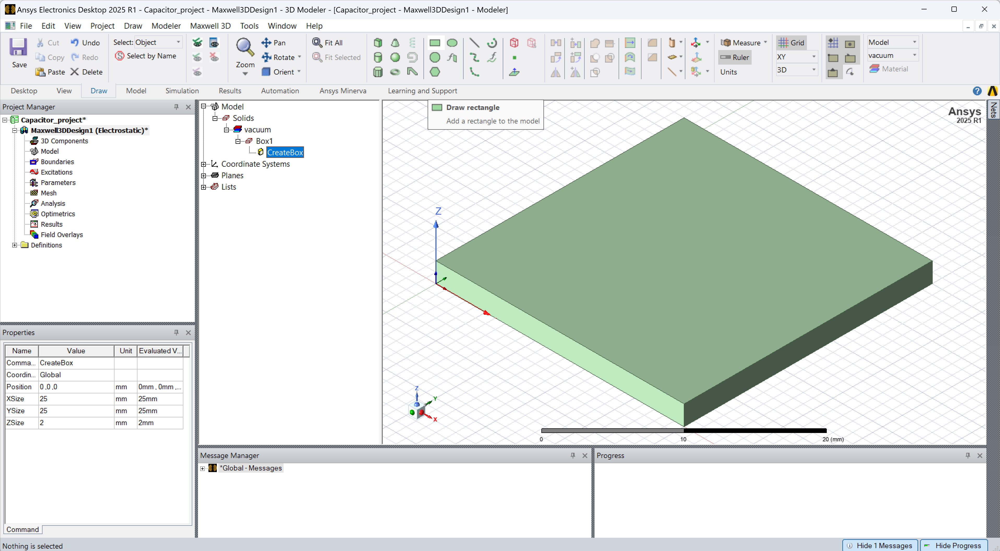 Ansys Electronics Desktop 2025 R1 - Capacitor_project - Maxwell3DDesign1 - 3D Modeler - [Capacitor_project - Maxwell3DDesign1 - Modeler]
File Edit View Project Draw Modeler Maxwell 3D Tools Window Help
Save
Cut
Copy
Paste
Undo
Redo
Delete
Select: Object
Select by Name
Zoom
Pan
Rotate
Orient
Fit All
Fit Selected
Measure
Ruler
Units
Grid
XY
3D
Model
vacuum
Material
Desktop View Draw Model Simulation Results Automation Ansys Minerva Learning and Support
Project Manager
Capacitor_project*
Maxwell3DDesign1 (Electrostatic)*
3D Components
Model
Boundaries
Excitations
Parameters
Mesh
Analysis
Optimetrics
Results
Field Overlays
Definitions
Properties
Name Value Unit Evaluated V...
Comma... CreateBox
Coordin... Global
Position 0 ,0 ,0 mm 0mm , 0mm ,...
XSize 25 mm 25mm
YSize 25 mm 25mm
ZSize 2 mm 2mm
Command
Model
Solids
vacuum
Box1
CreateBox
Coordinate Systems
Planes
Lists
Draw rectangle
Add a rectangle to the model
Ansys
2025 R1
Nets
Z
Z
Y
X
0 10 20 (mm)
Message Manager
*Global - Messages
Progress
Nothing is selected
Hide 1 Messages
Hide Progress